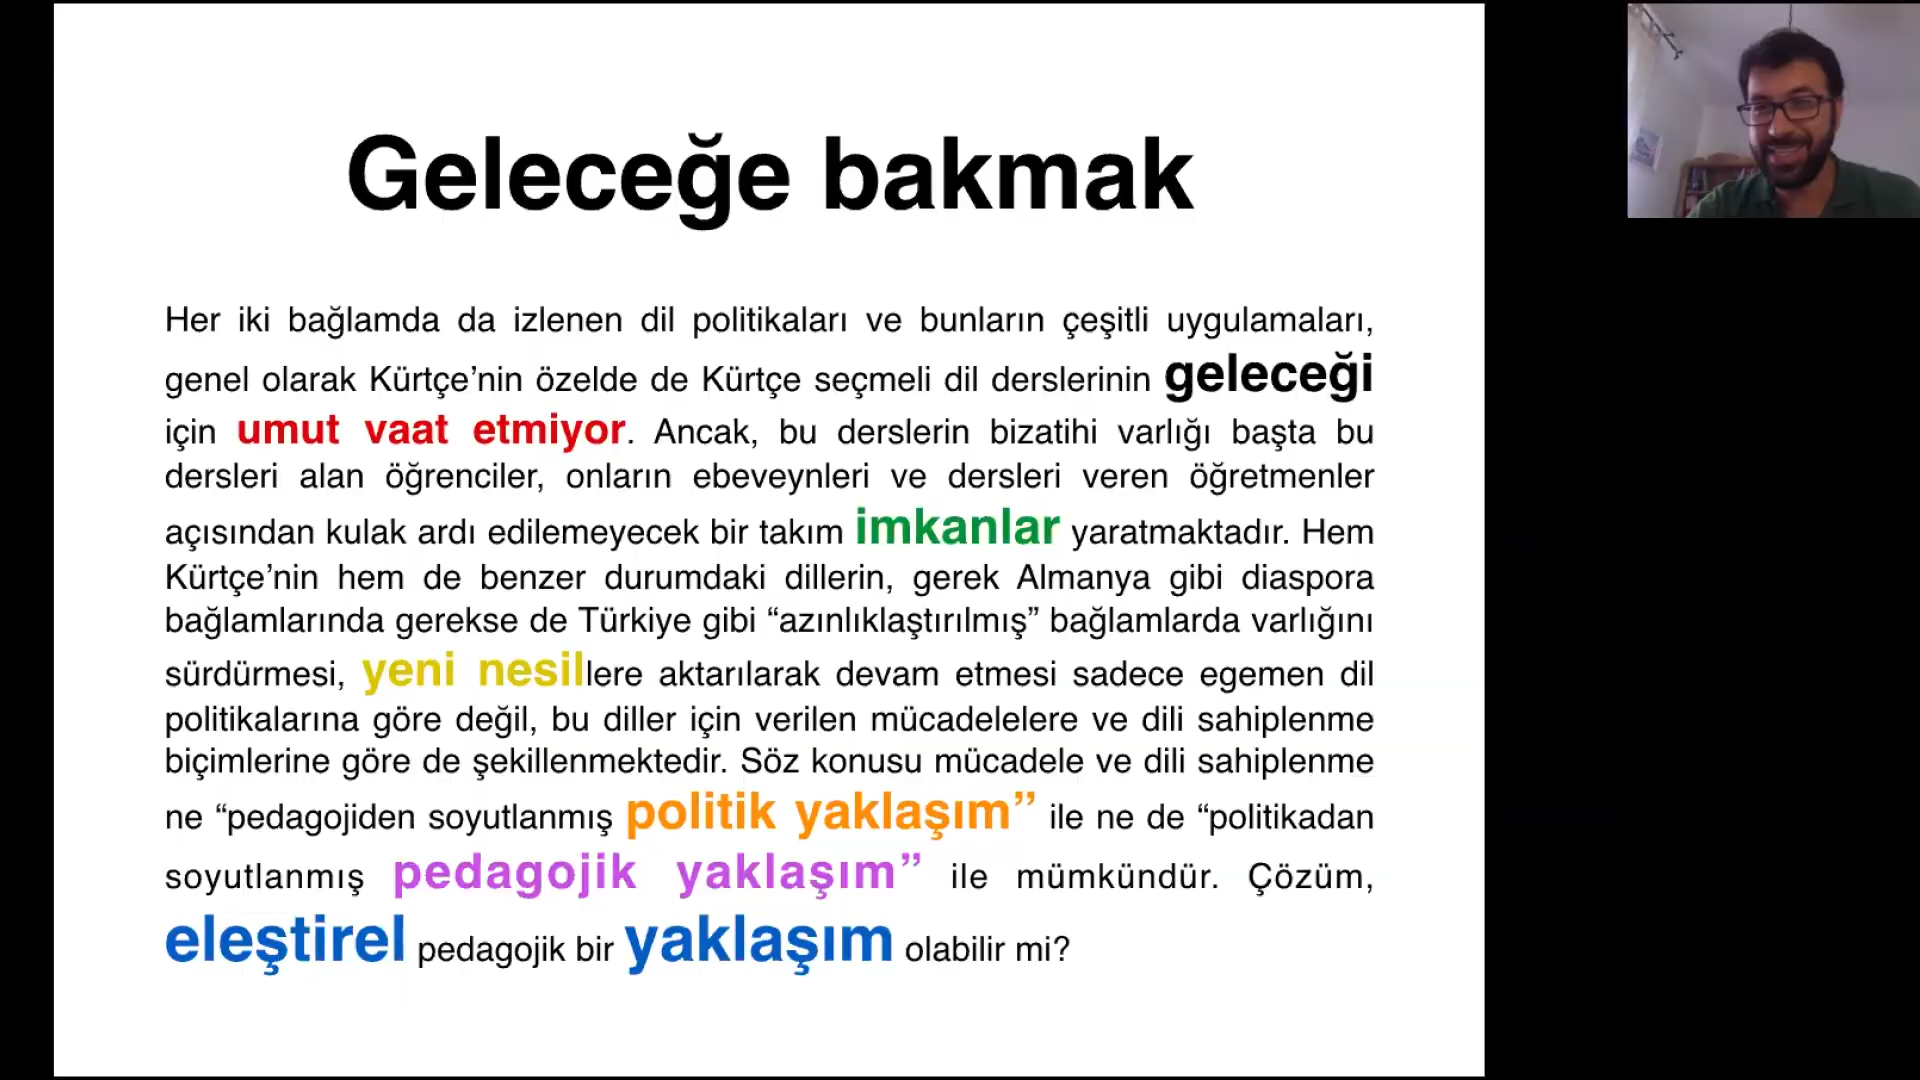 Geleceğe bakmak
Her iki bağlamda da izlenen dil politikaları ve bunların çeşitli uygulamaları,
genel olarak Kürtçe’nin özelde de Kürtçe seçmeli dil derslerinin geleceği
için umut vaat etmiyor. Ancak, bu derslerin bizatihi varlığı başta bu
dersleri alan öğrenciler, onların ebeveynleri ve dersleri veren öğretmenler
açısından kulak ardı edilemeyecek bir takım imkanlar yaratmaktadır. Hem
Kürtçe’nin hem de benzer durumdaki dillerin, gerek Almanya gibi diaspora
bağlamlarında gerekse de Türkiye gibi “azınlıklaştırılmış” bağlamlarda varlığını
sürdürmesi, yeni nesillere aktarılarak devam etmesi sadece egemen dil
politikalarına göre değil, bu diller için verilen mücadelelere ve dili sahiplenme
biçimlerine göre de şekillenmektedir. Söz konusu mücadele ve dili sahiplenme
ne “pedagojiden soyutlanmış politik yaklaşım” ile ne de “politikadan
soyutlanmış pedagojik yaklaşım” ile mümkündür. Çözüm,
eleştirel pedagojik bir yaklaşım olabilir mi?